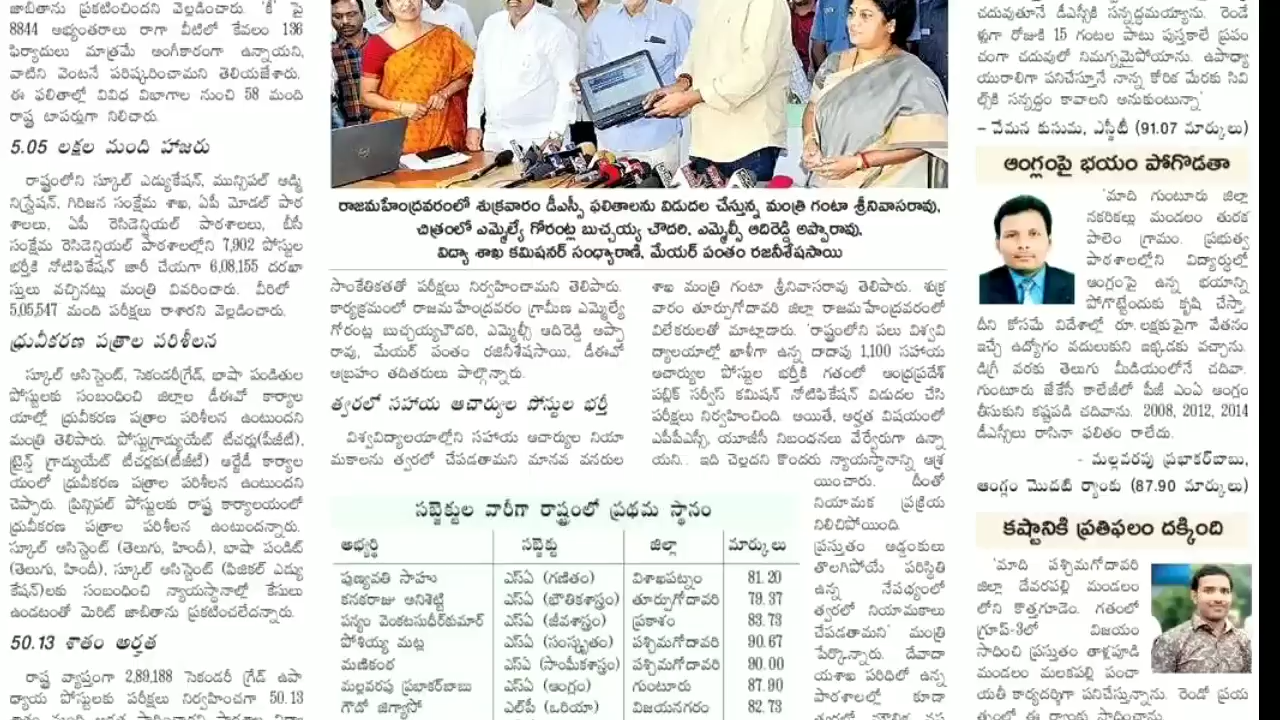 జాబితాను ప్రకటించిందని వెల్లడించారు. 'కీ' పై
8844 అభ్యంతరాలు రాగా వీటిలో కేవలం 136
ఫిర్యాదులు మాత్రమే అంగీకారంగా ఉన్నాయని,
వాటిని వెంటనే పరిష్కరించామని తెలియజేశారు.
ఈ ఫలితాల్లో వివిధ విభాగాల నుంచి 58 మంది
రాష్ట్ర టాపర్లుగా నిలిచారు.
5.05 లక్షల మంది హాజరు
రాష్ట్రంలోని స్కూల్ ఎడ్యుకేషన్, మున్సిపల్ అడ్మి
నిస్ట్రేషన్, గిరిజన సంక్షేమ శాఖ, ఏపీ మోడల్ పాఠ
శాలలు, ఏపీ రెసిడెన్షియల్ పాఠశాలలు, బీసీ
సంక్షేమ రెసిడెన్షియల్ పాఠశాలల్లోని 7,902 పోస్టుల
భర్తీకి నోటిఫికేషన్ జారీ చేయగా 6,08,155 దరఖా
స్తులు వచ్చినట్లు మంత్రి వివరించారు. వీరిలో
5,05,547 మంది పరీక్షలు రాశారని వెల్లడించారు.
ధ్రువీకరణ పత్రాల పరిశీలన
స్కూల్ అసిస్టెంట్, సెకండరీగ్రేడ్, భాషా పండితుల
పోస్టులకు సంబంధించి జిల్లాల డీఈవో కార్యాల
యాల్లో ధ్రువీకరణ పత్రాల పరిశీలన ఉంటుందని
మంత్రి తెలిపారు. పోస్టుగ్రాడ్యుయేట్ టీచర్లు(పీజీటీ),
ట్రైన్డ్ గ్రాడ్యుయేట్ టీచర్లకు(టీజీటీ) ఆర్జేడీ కార్యాల
యంలో ధ్రువీకరణ పత్రాల పరిశీలన ఉంటుందని
చెప్పారు. ప్రిన్సిపల్ పోస్టులకు రాష్ట్ర కార్యాలయంలో
ధ్రువీకరణ పత్రాల పరిశీలన ఉంటుందన్నారు.
స్కూల్ అసిస్టెంట్ (తెలుగు, హిందీ), భాషా పండిట్
(తెలుగు, హిందీ), స్కూల్ అసిస్టెంట్ (ఫిజికల్ ఎడ్యు
కేషన్)లకు సంబంధించి న్యాయస్థానాల్లో కేసులు
ఉండటంతో మెరిట్ జాబితాను ప్రకటించలేదన్నారు.
50.13 శాతం అర్హత
రాష్ట్ర వ్యాప్తంగా 2,89,188 సెకండరీ గ్రేడ్ ఉపా
ధ్యాయ పోస్టులకు పరీక్షలు నిర్వహించగా 50.13
రాజమహేంద్రవరంలో శుక్రవారం డీఎస్సీ ఫలితాలను విడుదల చేస్తున్న మంత్రి గంటా శ్రీనివాసరావు,
చిత్రంలో ఎమ్మెల్యే గోరంట్ల బుచ్చయ్య చౌదరి, ఎమ్మెల్సీ ఆదిరెడ్డి అప్పారావు,
విద్యా శాఖ కమిషనర్ సంధ్యారాణి, మేయర్ పంతం రజనీశేషసాయి
సాంకేతికతతో పరీక్షలు నిర్వహించామని తెలిపారు.
కార్యక్రమంలో రాజమహేంద్రవరం గ్రామీణ ఎమ్మెల్యే
గోరంట్ల బుచ్చయ్యచౌదరి, ఎమ్మెల్సీ ఆదిరెడ్డి అప్పా
రావు, మేయర్ పంతం రజినీశేషసాయి, డీఈవో
అబ్రహం తదితరులు పాల్గొన్నారు.
త్వరలో సహాయ ఆచార్యుల పోస్టుల భర్తీ
విశ్వవిద్యాలయాల్లోని సహాయ ఆచార్యుల నియా
మకాలను త్వరలో చేపడతామని మానవ వనరుల
శాఖ మంత్రి గంటా శ్రీనివాసరావు తెలిపారు. శుక్ర
వారం తూర్పుగోదావరి జిల్లా రాజమహేంద్రవరంలో
విలేకరులతో మాట్లాడారు. 'రాష్ట్రంలోని పలు విశ్వవి
ద్యాలయాల్లో ఖాళీగా ఉన్న దాదాపు 1,100 సహాయ
ఆచార్యుల పోస్టుల భర్తీకి గతంలో ఆంధ్రప్రదేశ్
పబ్లిక్ సర్వీస్ కమిషన్ నోటిఫికేషన్ విడుదల చేసి
పరీక్షలు నిర్వహించింది. అయితే, అర్హత విషయంలో
ఏపీపీఎస్సీ, యూజీసీ నిబంధనలు వేర్వేరుగా ఉన్నా
యని.. ఇది చెల్లదని కొందరు న్యాయస్థానాన్ని ఆశ్ర
యించారు. దీంతో
నియామక ప్రక్రియ
నిలిచిపోయింది.
ప్రస్తుతం అడ్డంకులు
తొలగిపోయే పరిస్థితి
ఉన్న నేపథ్యంలో
త్వరలో నియామకాలు
చేపడతామని' మంత్రి
పేర్కొన్నారు. దేవాదా
యశాఖ పరిధిలో ఉన్న
పాఠశాలల్లో కూడా
సబ్జెక్టుల వారీగా రాష్ట్రంలో ప్రథమ స్థానం
అభ్యర్థి సబ్జెక్టు జిల్లా మార్కులు
పుణ్యవతి సాహు ఎస్ఏ (గణితం) విశాఖపట్నం 81.20
కనకరాజు అనిశెట్టి ఎస్ఏ (భౌతికశాస్త్రం) తూర్పుగోదావరి 79.37
పన్యం వెంకటసుధీర్‌కుమార్ ఎస్ఏ (జీవశాస్త్రం) ప్రకాశం 83.73
పోశియ్య మట్ల ఎస్ఏ (సంస్కృతం) పశ్చిమగోదావరి 90.67
మణికంఠ ఎస్ఏ (సాంఘీకశాస్త్రం) పశ్చిమగోదావరి 90.00
మల్లవరపు ప్రభాకర్‌బాబు ఎస్ఏ (ఆంగ్లం) గుంటూరు 87.90
గౌడో జిగ్యాసో ఎల్‌పీ (ఒరియా) విజయనగరం 82.73
చదువుతూనే డీఎస్సీకి సన్నద్ధమయ్యాను. రెండే
ళ్లుగా రోజుకి 15 గంటల పాటు పుస్తకాలే ప్రపం
చంగా చదువులో నిమగ్నమైపోయాను. ఉపాధ్యా
యురాలిగా పనిచేస్తూనే నాన్న కోరిక మేరకు సివి
ల్స్‌కి సన్నద్ధం కావాలని అనుకుంటున్నా'
– వేమన కుసుమ, ఎస్జీటీ (91.07 మార్కులు)
ఆంగ్లంపై భయం పోగొడతా
'మాది గుంటూరు జిల్లా
నకరికల్లు మండలం తురక
పాలెం గ్రామం. ప్రభుత్వ
పాఠశాలల్లోని విద్యార్థుల్లో
ఆంగ్లంపై ఉన్న భయాన్ని
పోగొట్టేందుకు కృషి చేస్తా.
దీని కోసమే విదేశాల్లో రూ.లక్షకుపైగా వేతనం
ఇచ్చే ఉద్యోగం వదులుకుని ఇక్కడకు వచ్చాను.
డిగ్రీ వరకు తెలుగు మీడియంలోనే చదివా.
గుంటూరు జేకేసీ కాలేజీలో పీజీ ఎంఏ ఆంగ్లం
తీసుకుని కష్టపడి చదివాను. 2008, 2012, 2014
డీఎస్సీలు రాసినా ఫలితం రాలేదు.
- మల్లవరపు ప్రభాకర్‌బాబు,
ఆంగ్లం మొదటి ర్యాంకు (87.90 మార్కులు)
కష్టానికి ప్రతిఫలం దక్కింది
'మాది పశ్చిమగోదావరి
జిల్లా దేవరపల్లి మండలం
లోని కొత్తగూడెం. గతంలో
గ్రూప్-3లో విజయం
సాధించి ప్రస్తుతం తాళ్లపూడి
మండలం మలకపల్లి పంచా
యతీ కార్యదర్శిగా పనిచేస్తున్నాను. రెండో ప్రయ
త్నంలో ఈ ర్యాంకు సాధించాను.